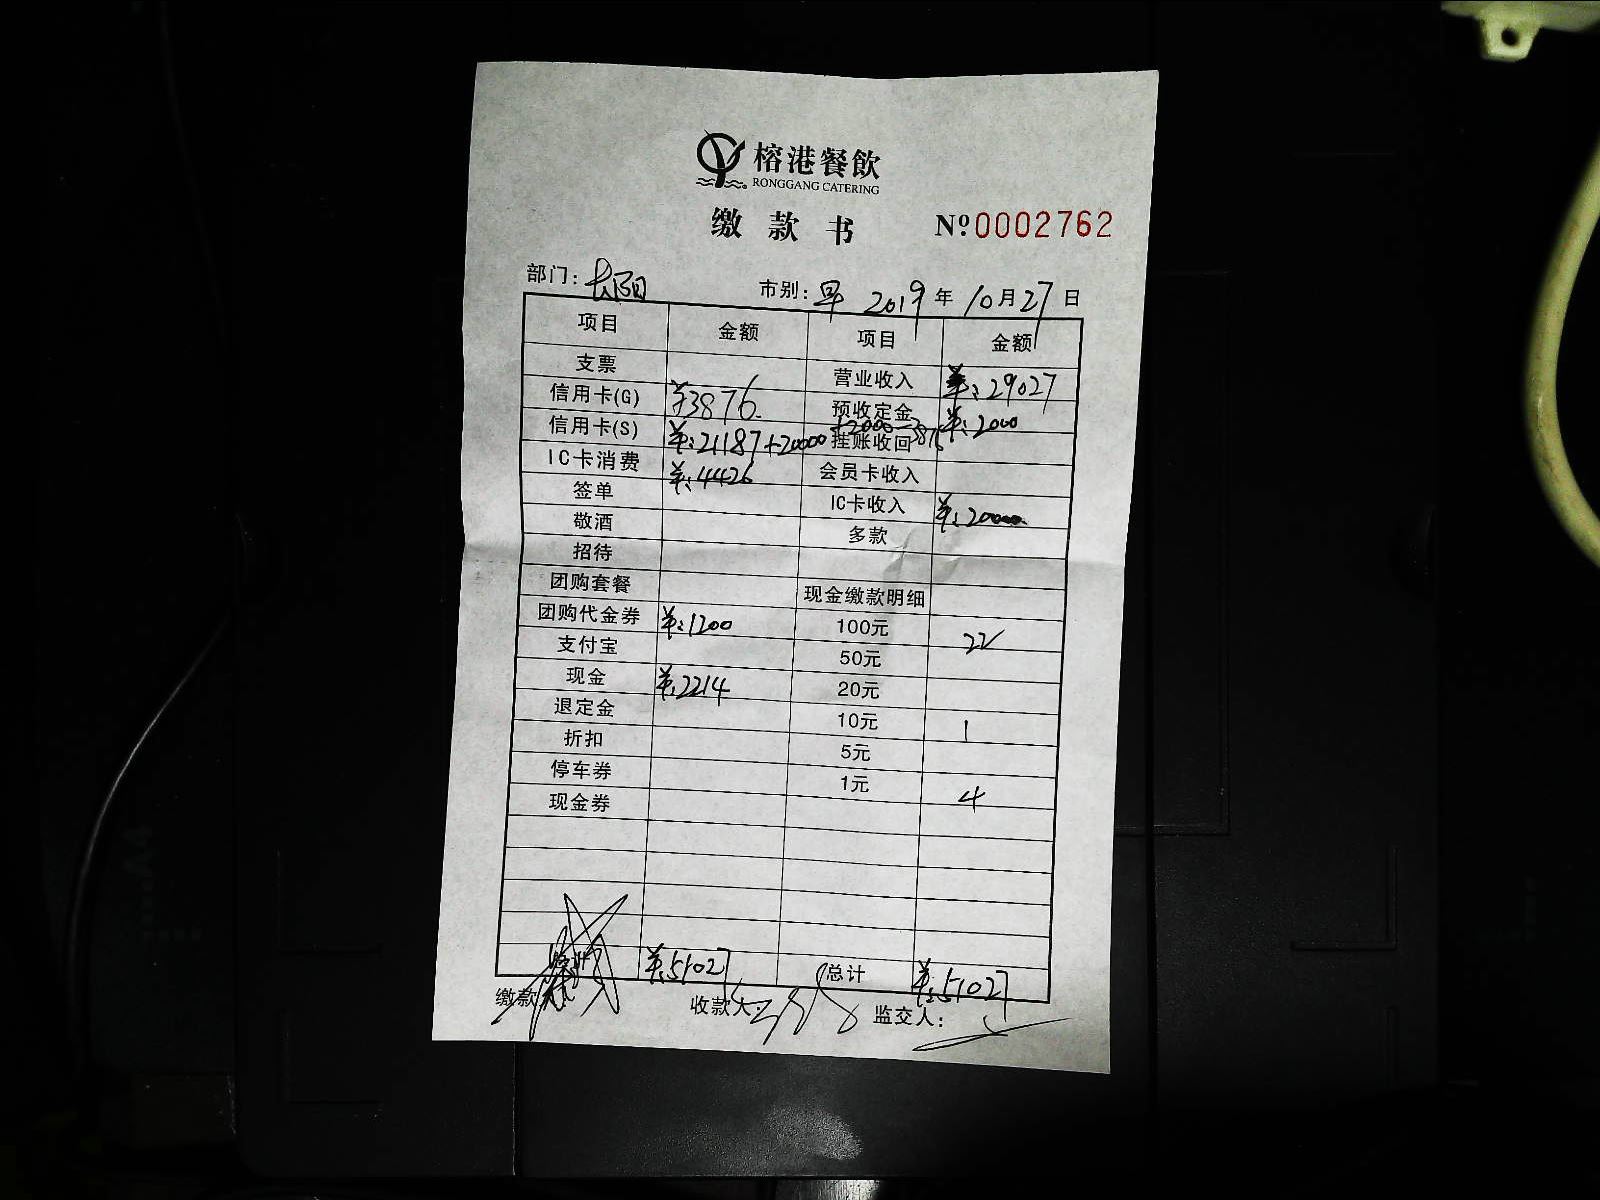 榕港餐飲
RONGGANG CATERING
缴款书 Nº0002762
部门: 长阳 市别: 早 2019年10月27日
项目 金额 项目 金额
支票 营业收入 ¥:29027
信用卡(G) ¥3876. 预收定金 ¥:2000
信用卡(S) ¥:21187+20000+2000-3876 挂账收回
IC卡消费 ¥:4426 会员卡收入
签单 IC卡收入 ¥:20000
敬酒 多款
招待
团购套餐 现金缴款明细
团购代金券 ¥:1200 100元 22
支付宝 50元
现金 ¥:2214 20元
退定金 10元 1
折扣 5元
停车券 1元 4
现金券
¥:51027 总计 ¥:51027
缴款 收款人: 监交人: